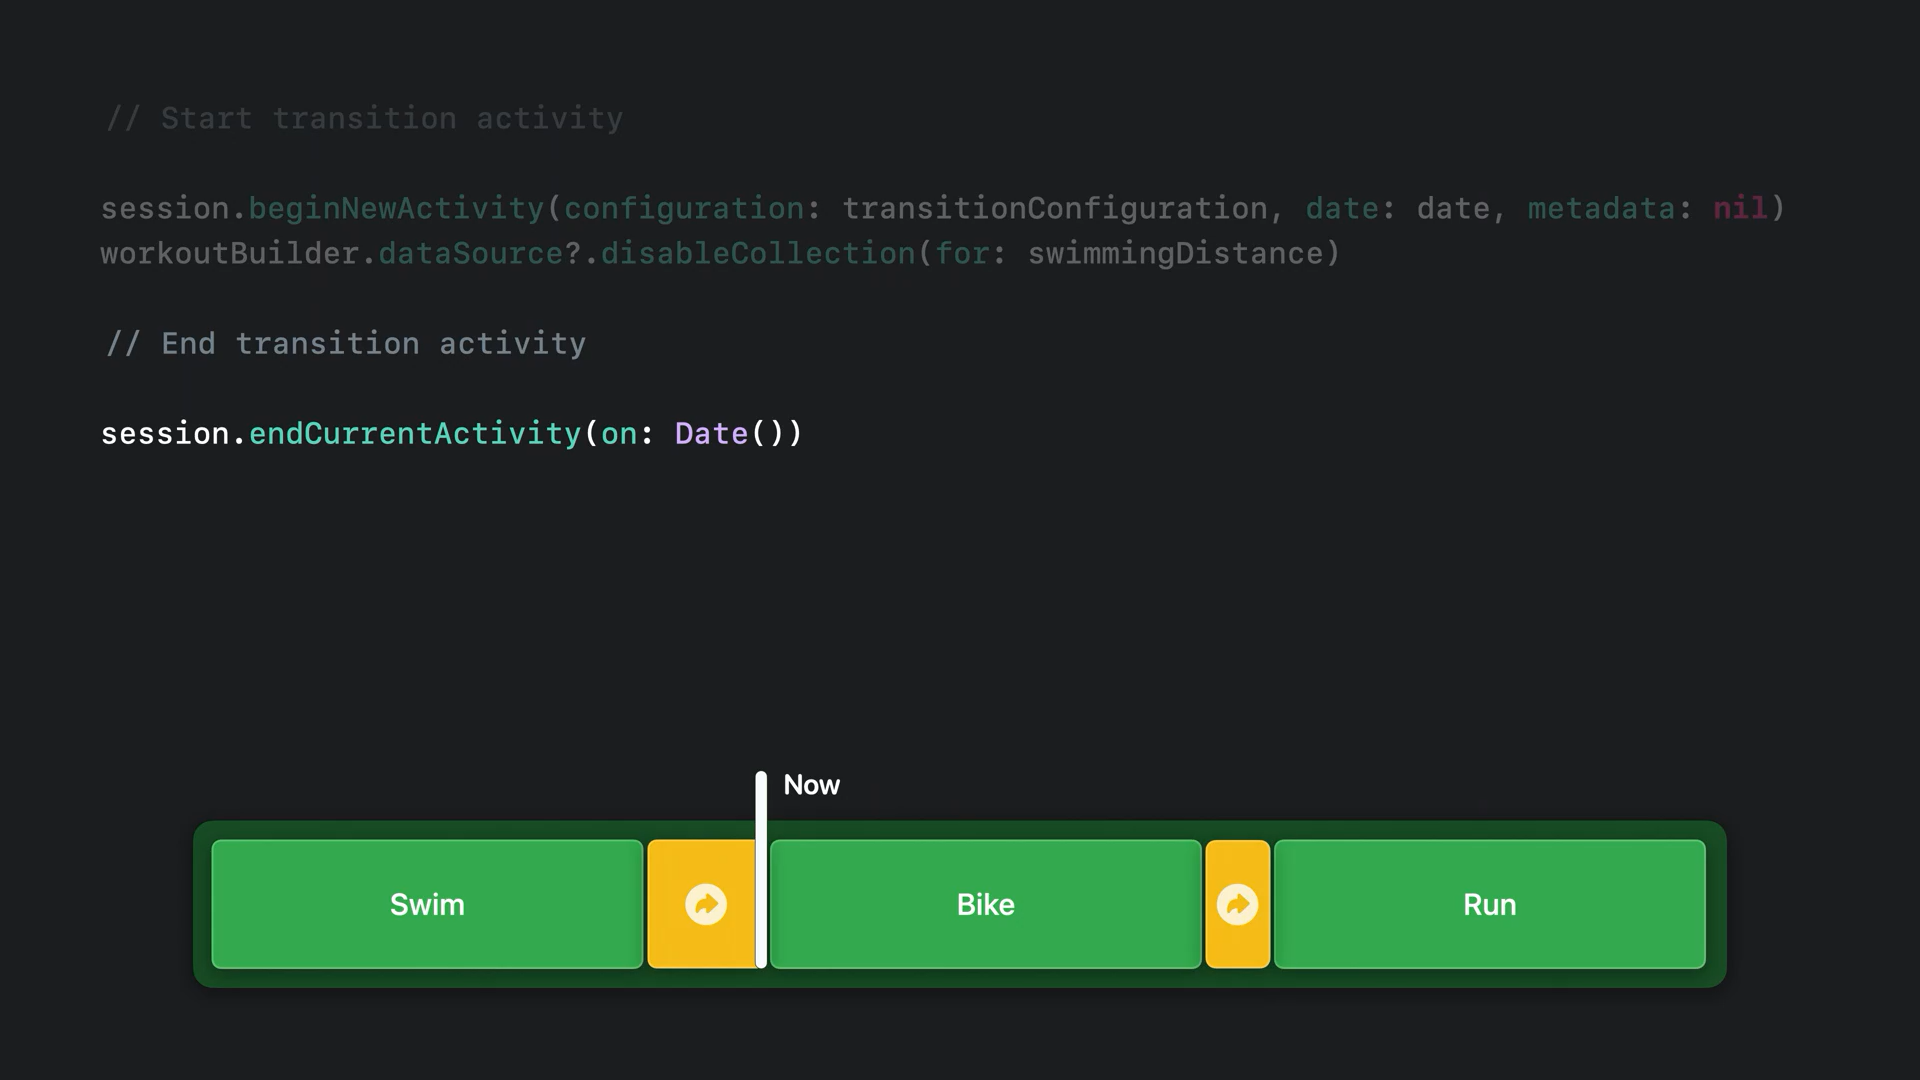 // Start transition activity
session.beginNewActivity(configuration: transitionConfiguration, date: date, metadata: nil)
workoutBuilder.dataSource?.disableCollection(for: swimmingDistance)
// End transition activity
session.endCurrentActivity(on: Date())
Now
Swim
Bike
Run